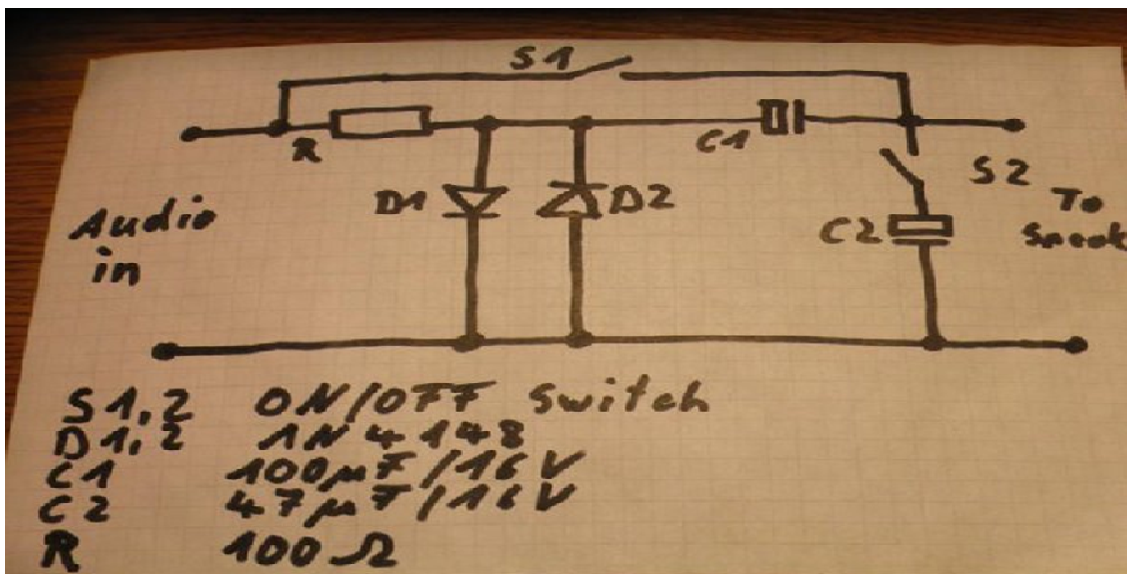 S1
R
C1
D1
D2
S2
C2
Audio
in
To
S1,2 ON/OFF Switch
D1,2 1N4148
C1 100µF/16V
C2 47µF/16V
R 100Ω